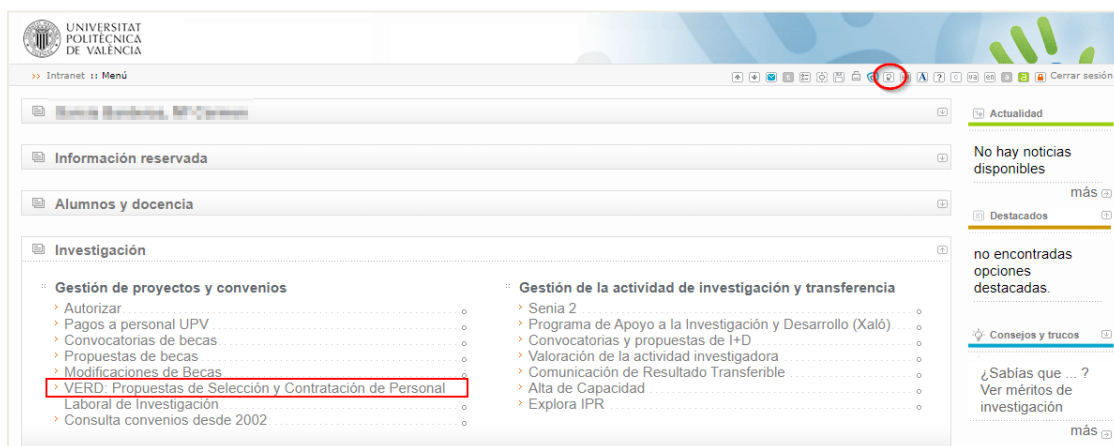 UNIVERSITAT
POLITÈCNICA
DE VALÈNCIA
>> Intranet :: Menú
Cerrar sesión
Información reservada
Alumnos y docencia
Investigación
Gestión de proyectos y convenios
Autorizar
Pagos a personal UPV
Convocatorias de becas
Propuestas de becas
Modificaciones de Becas
VERD: Propuestas de Selección y Contratación de Personal
Laboral de Investigación
Consulta convenios desde 2002
Gestión de la actividad de investigación y transferencia
Senia 2
Programa de Apoyo a la Investigación y Desarrollo (Xaló)
Convocatorias y propuestas de I+D
Valoración de la actividad investigadora
Comunicación de Resultado Transferible
Alta de Capacidad
Explora IPR
Actualidad
No hay noticias
disponibles
más
Destacados
no encontradas
opciones
destacadas.
Consejos y trucos
¿Sabías que ... ?
Ver méritos de
investigación
más